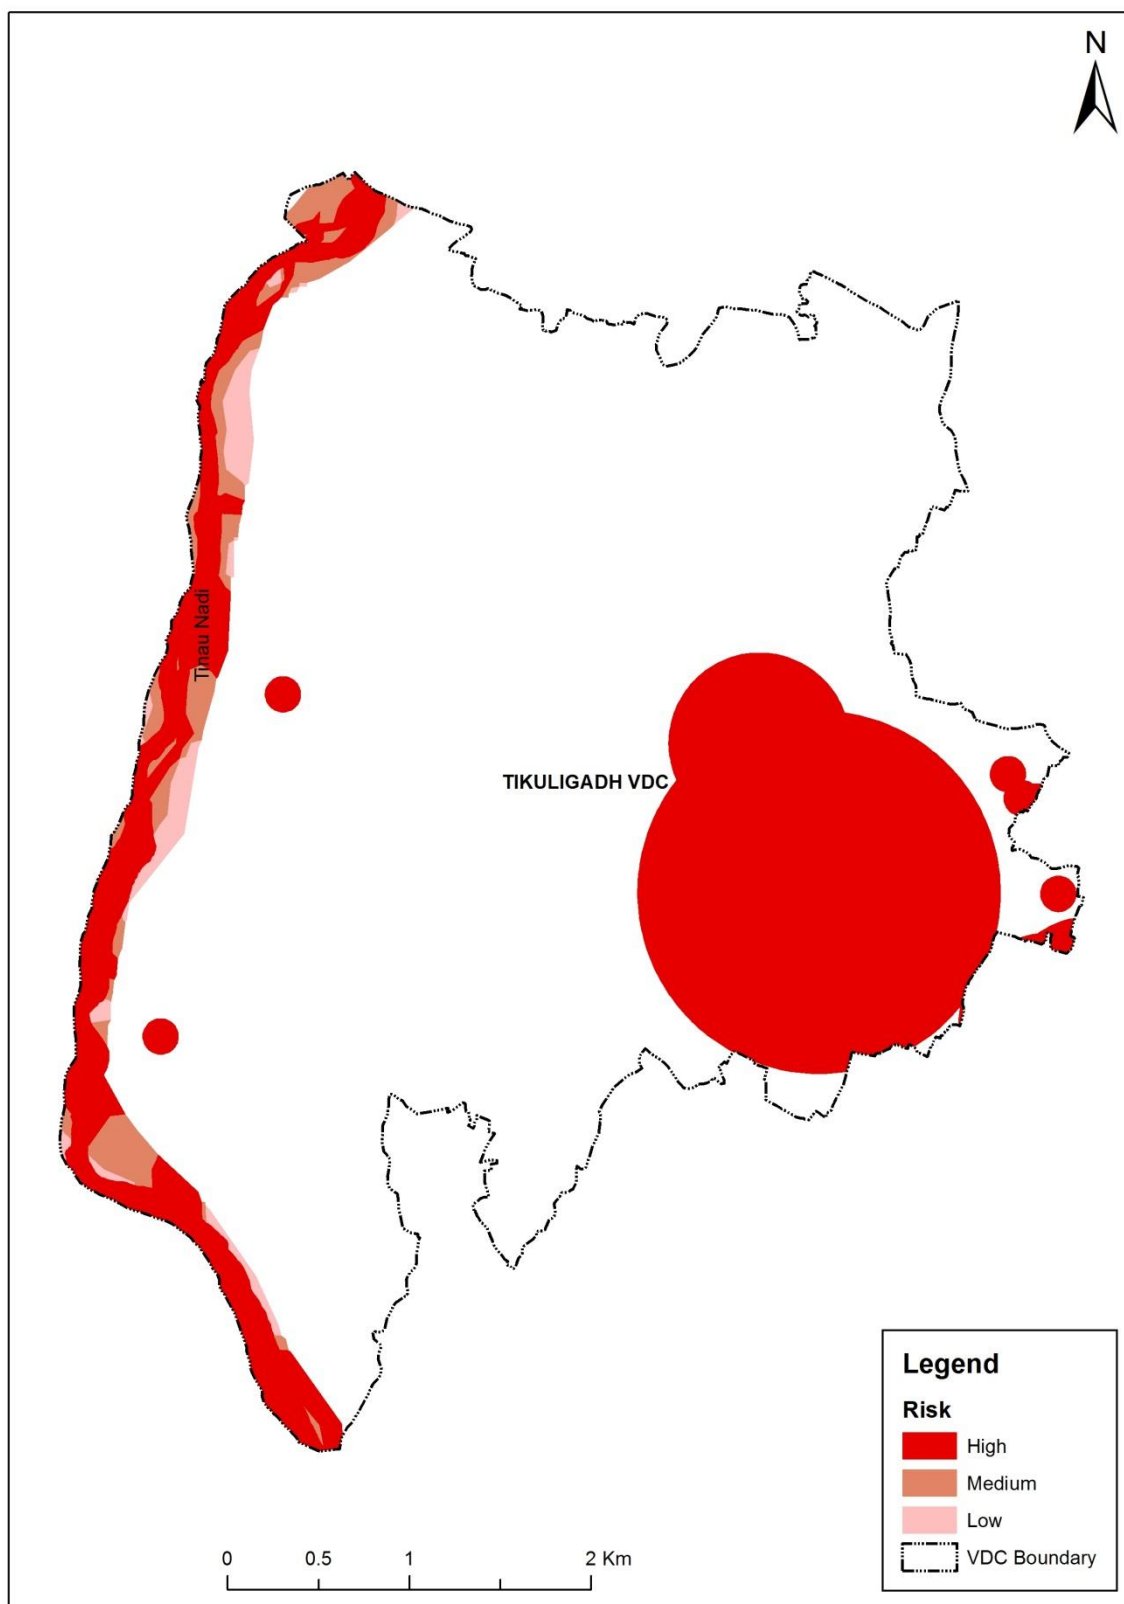 N
Tinau Nadi
TIKULIGADH VDC
Legend
Risk
High
Medium
Low
VDC Boundary
0 0.5 1 2 Km